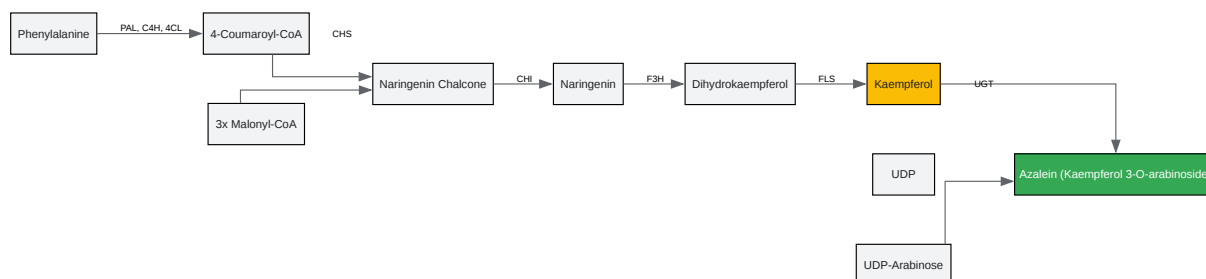 Phenylalanine
PAL, C4H, 4CL
4-Coumaroyl-CoA
CHS
3x Malonyl-CoA
Naringenin Chalcone
CHI
Naringenin
F3H
Dihydrokaempferol
FLS
Kaempferol
UGT
UDP
Azalein (Kaempferol 3-O-arabinoside
UDP-Arabinose